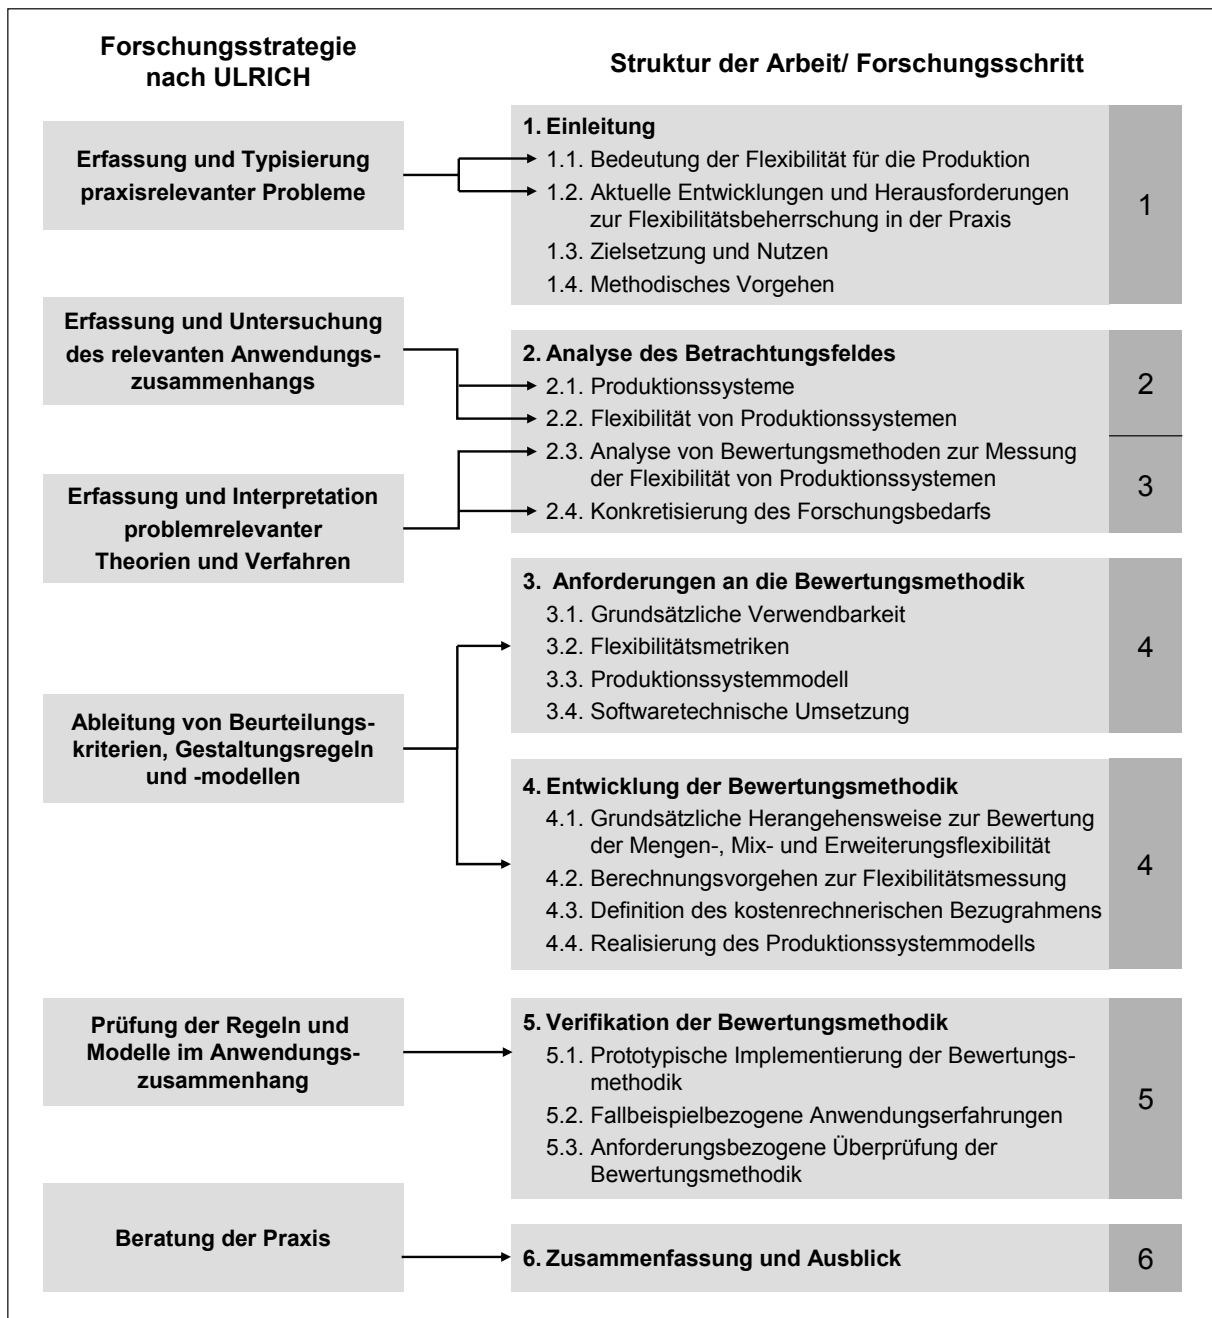 Forschungsstrategie
nach ULRICH
Struktur der Arbeit/ Forschungsschritt
Erfassung und Typisierung
praxisrelevanter Probleme
1. Einleitung
1.1. Bedeutung der Flexibilität für die Produktion
1.2. Aktuelle Entwicklungen und Herausforderungen
zur Flexibilitätsbeherrschung in der Praxis
1.3. Zielsetzung und Nutzen
1.4. Methodisches Vorgehen
1
Erfassung und Untersuchung
des relevanten Anwendungs-
zusammenhangs
2. Analyse des Betrachtungsfeldes
2.1. Produktionssysteme
2.2. Flexibilität von Produktionssystemen
2
Erfassung und Interpretation
problemrelevanter
Theorien und Verfahren
2.3. Analyse von Bewertungsmethoden zur Messung
der Flexibilität von Produktionssystemen
2.4. Konkretisierung des Forschungsbedarfs
3
Ableitung von Beurteilungs-
kriterien, Gestaltungsregeln
und -modellen
3. Anforderungen an die Bewertungsmethodik
3.1. Grundsätzliche Verwendbarkeit
3.2. Flexibilitätsmetriken
3.3. Produktionssystemmodell
3.4. Softwaretechnische Umsetzung
4
4. Entwicklung der Bewertungsmethodik
4.1. Grundsätzliche Herangehensweise zur Bewertung
der Mengen-, Mix- und Erweiterungsflexibilität
4.2. Berechnungsvorgehen zur Flexibilitätsmessung
4.3. Definition des kostenrechnerischen Bezugrahmens
4.4. Realisierung des Produktionssystemmodells
4
Prüfung der Regeln und
Modelle im Anwendungs-
zusammenhang
5. Verifikation der Bewertungsmethodik
5.1. Prototypische Implementierung der Bewertungs-
methodik
5.2. Fallbeispielbezogene Anwendungserfahrungen
5.3. Anforderungsbezogene Überprüfung der
Bewertungsmethodik
5
Beratung der Praxis
6. Zusammenfassung und Ausblick
6